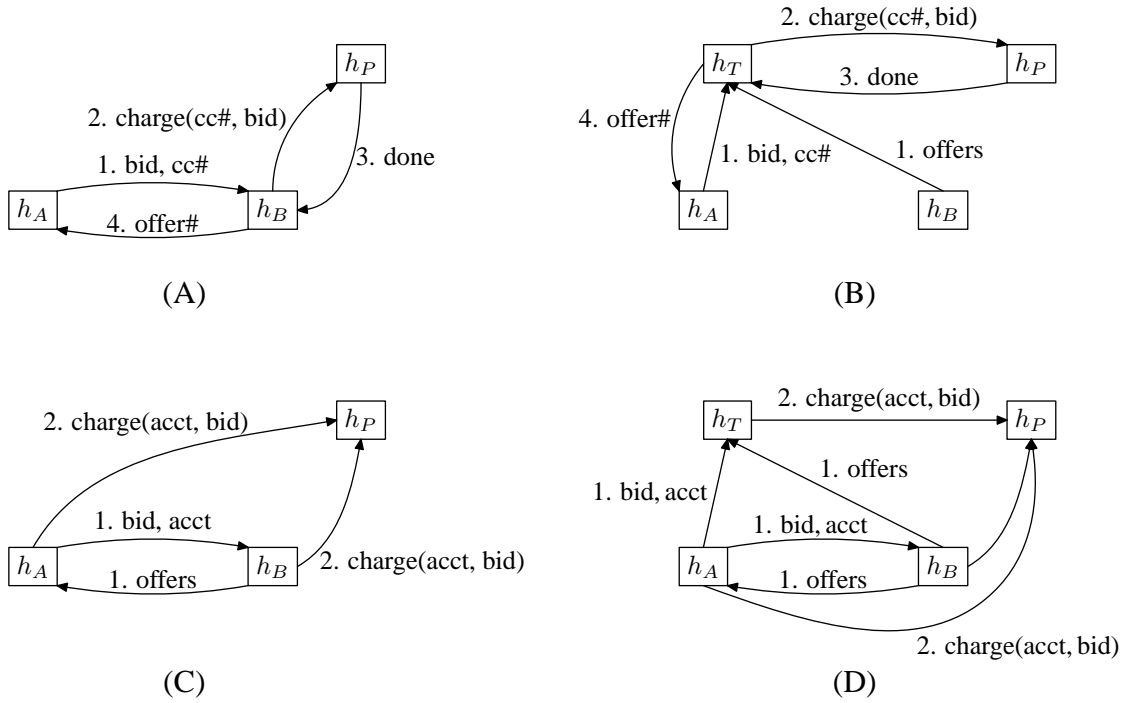 h_P
2. charge(cc#, bid)
1. bid, cc#
3. done
h_A
h_B
4. offer#
(A)
2. charge(cc#, bid)
h_T
h_P
3. done
4. offer#
1. bid, cc#
1. offers
h_A
h_B
(B)
2. charge(acct, bid)
h_P
1. bid, acct
h_A
h_B
1. offers
2. charge(acct, bid)
(C)
2. charge(acct, bid)
h_T
h_P
1. offers
1. bid, acct
1. bid, acct
h_A
h_B
1. offers
2. charge(acct, bid)
(D)